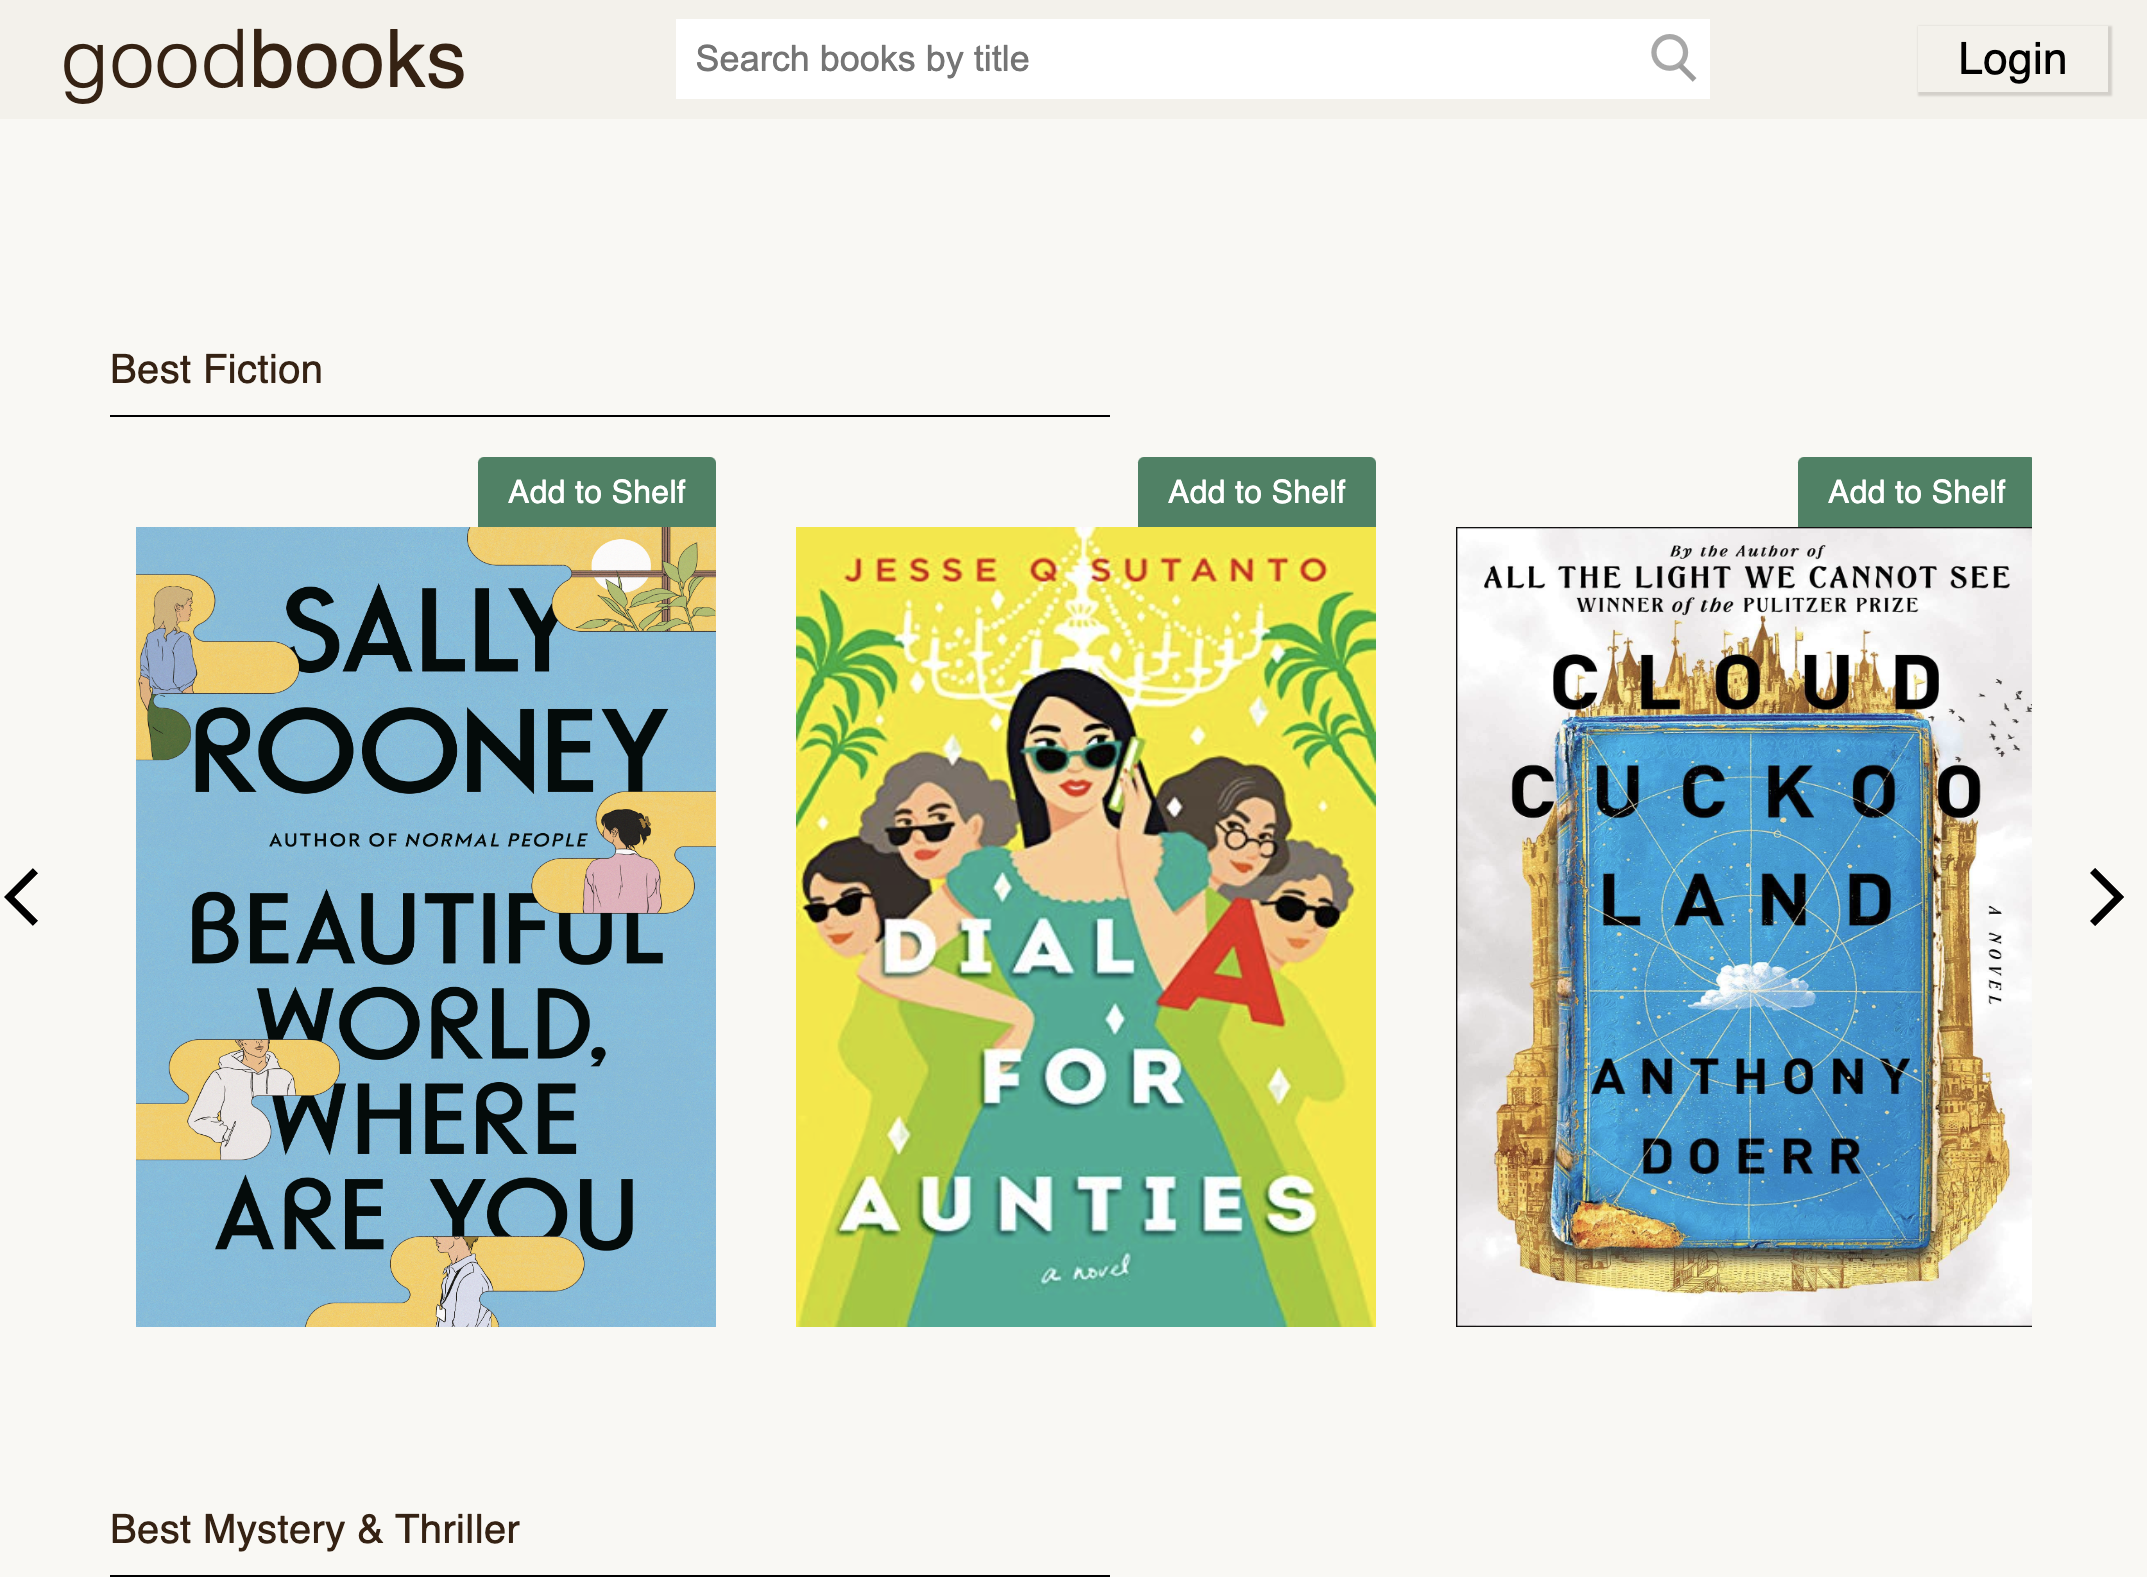 goodbooks
Search books by title
Login
Best Fiction
Add to Shelf
SALLY
ROONEY
AUTHOR OF NORMAL PEOPLE
BEAUTIFUL
WORLD,
WHERE
ARE YOU
Add to Shelf
JESSE Q SUTANTO
DIAL A
FOR
AUNTIES
a novel
Add to Shelf
By the Author of
ALL THE LIGHT WE CANNOT SEE
WINNER of the PULITZER PRIZE
CLOUD
CUCKOO
LAND
A NOVEL
ANTHONY
DOERR
Best Mystery & Thriller